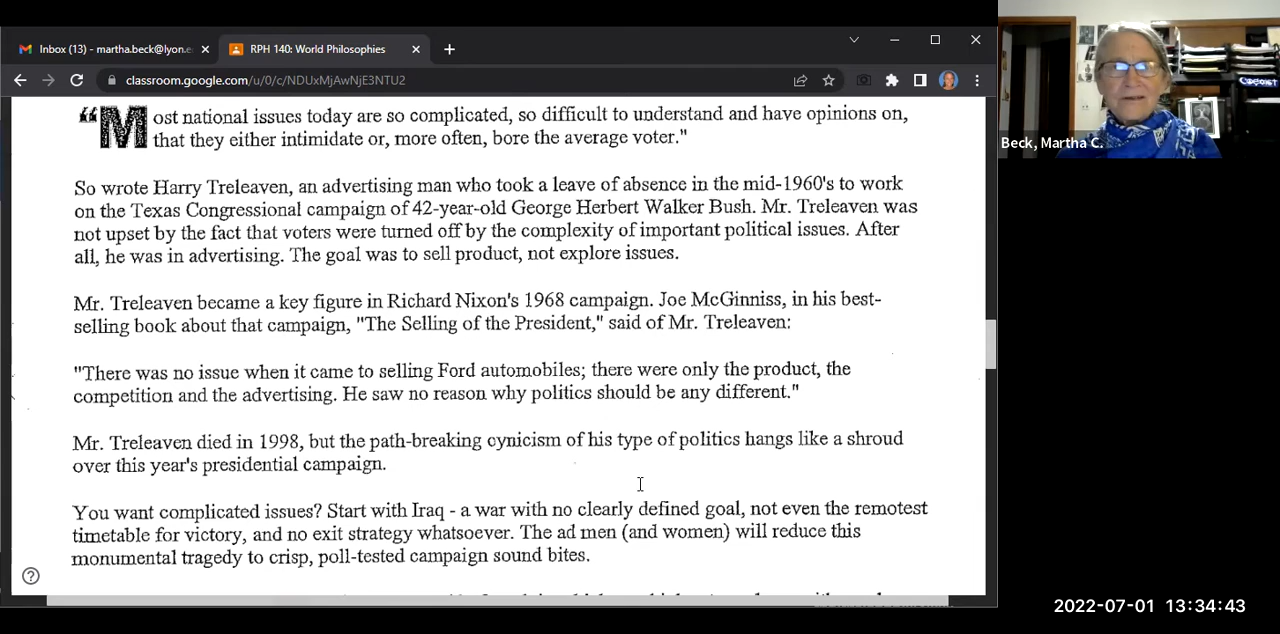 Inbox (13) - martha.beck@lyon.e
RPH 140: World Philosophies
classroom.google.com/u/0/c/NDUxMjAwNjE3NTU2
“Most national issues today are so complicated, so difficult to understand and have opinions on,
that they either intimidate or, more often, bore the average voter."
So wrote Harry Treleaven, an advertising man who took a leave of absence in the mid-1960's to work
on the Texas Congressional campaign of 42-year-old George Herbert Walker Bush. Mr. Treleaven was
not upset by the fact that voters were turned off by the complexity of important political issues. After
all, he was in advertising. The goal was to sell product, not explore issues.
Mr. Treleaven became a key figure in Richard Nixon's 1968 campaign. Joe McGinniss, in his best-
selling book about that campaign, "The Selling of the President," said of Mr. Treleaven:
"There was no issue when it came to selling Ford automobiles; there were only the product, the
competition and the advertising. He saw no reason why politics should be any different."
Mr. Treleaven died in 1998, but the path-breaking cynicism of his type of politics hangs like a shroud
over this year's presidential campaign.
You want complicated issues? Start with Iraq - a war with no clearly defined goal, not even the remotest
timetable for victory, and no exit strategy whatsoever. The ad men (and women) will reduce this
monumental tragedy to crisp, poll-tested campaign sound bites.
Coexist
Beck, Martha C.
2022-07-01 13:34:43